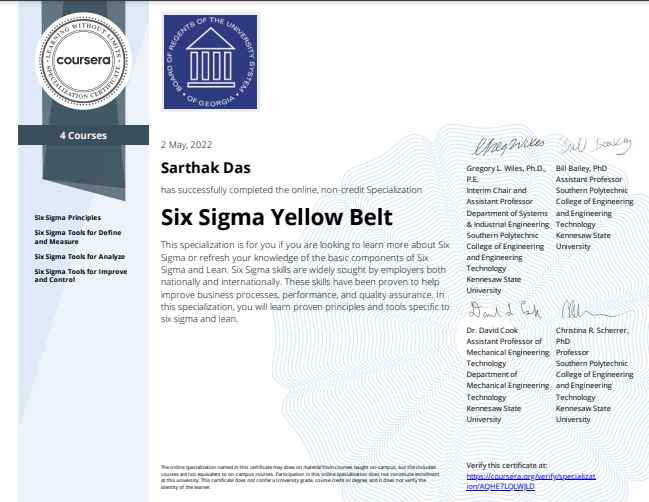 LEARNING WITHOUT LIMITS
coursera
SPECIALIZATION CERTIFICATE
4 Courses
Six Sigma Principles
Six Sigma Tools for Define
and Measure
Six Sigma Tools for Analyze
Six Sigma Tools for Improve
and Control
BOARD OF REGENTS OF THE UNIVERSITY SYSTEM
• OF GEORGIA •
2 May, 2022
Sarthak Das
has successfully completed the online, non-credit Specialization
Six Sigma Yellow Belt
This specialization is for you if you are looking to learn more about Six
Sigma or refresh your knowledge of the basic components of Six
Sigma and Lean. Six Sigma skills are widely sought by employers both
nationally and internationally. These skills have been proven to help
improve business processes, performance, and quality assurance. In
this specialization, you will learn proven principles and tools specific to
six sigma and lean.
The online specialization named in this certificate may draw on material from courses taught on-campus, but the included
courses are not equivalent to on-campus courses. Participation in this online specialization does not constitute enrollment
at this university. This certificate does not confer a University grade, course credit or degree, and it does not verify the
identity of the learner.
Greg Wiles
Gregory L. Wiles, Ph.D.,
P.E.
Interim Chair and
Assistant Professor
Department of Systems
& Industrial Engineering
Southern Polytechnic
College of Engineering
and Engineering
Technology
Kennesaw State
University
Bill Bailey
Bill Bailey, PhD
Assistant Professor
Southern Polytechnic
College of Engineering
and Engineering
Technology
Kennesaw State
University
David L Cook
Dr. David Cook
Assistant Professor of
Mechanical Engineering
Technology
Department of
Mechanical Engineering
Technology
Kennesaw State
University
Christina R. Scherrer,
PhD
Professor
Southern Polytechnic
College of Engineering
and Engineering
Technology
Kennesaw State
University
Verify this certificate at:
https://coursera.org/verify/specializat
ion/AQHE7LQLWJLD